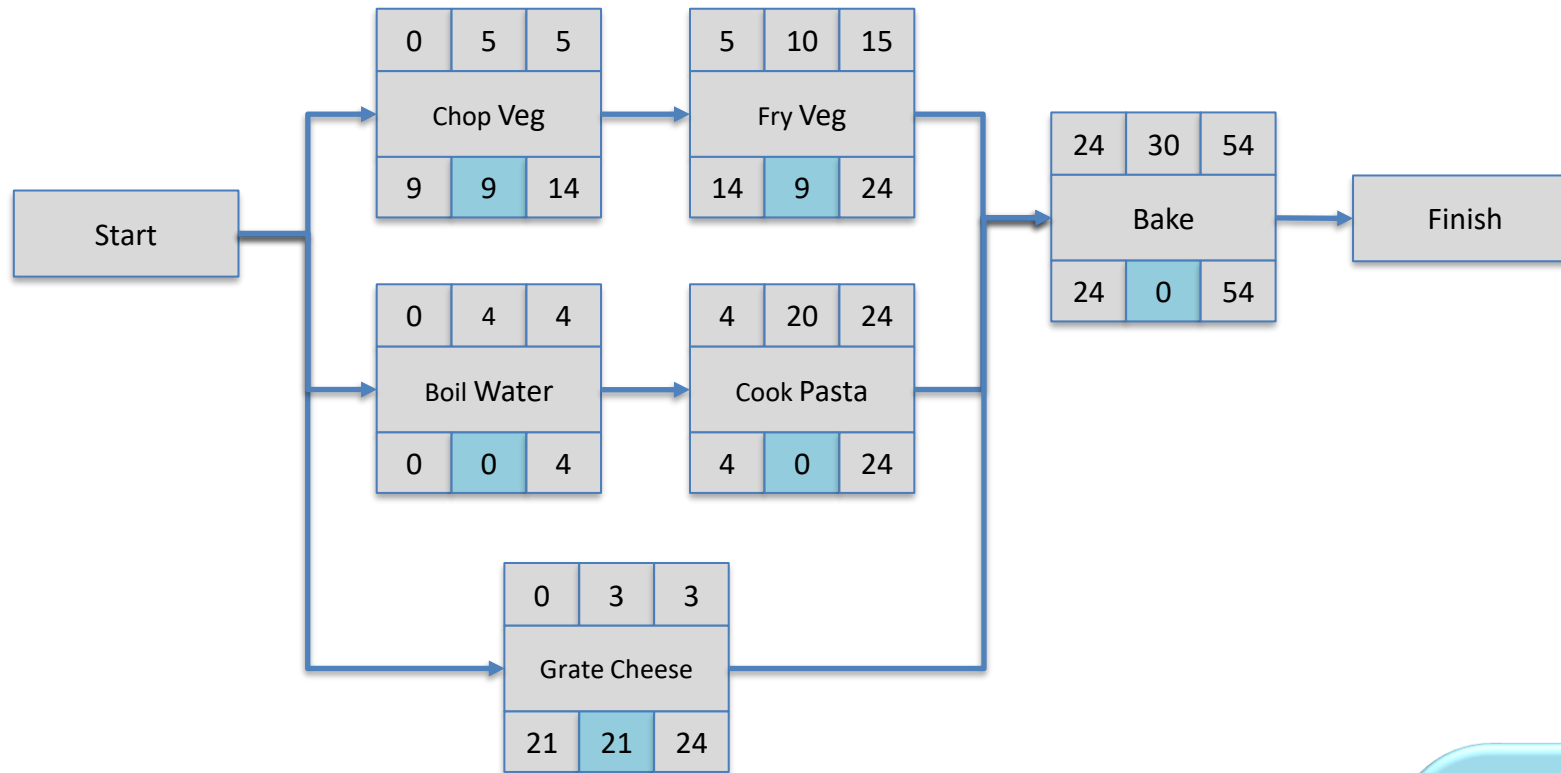 Start
0 5 5
Chop Veg
9 9 14
5 10 15
Fry Veg
14 9 24
0 4 4
Boil Water
0 0 4
4 20 24
Cook Pasta
4 0 24
0 3 3
Grate Cheese
21 21 24
24 30 54
Bake
24 0 54
Finish